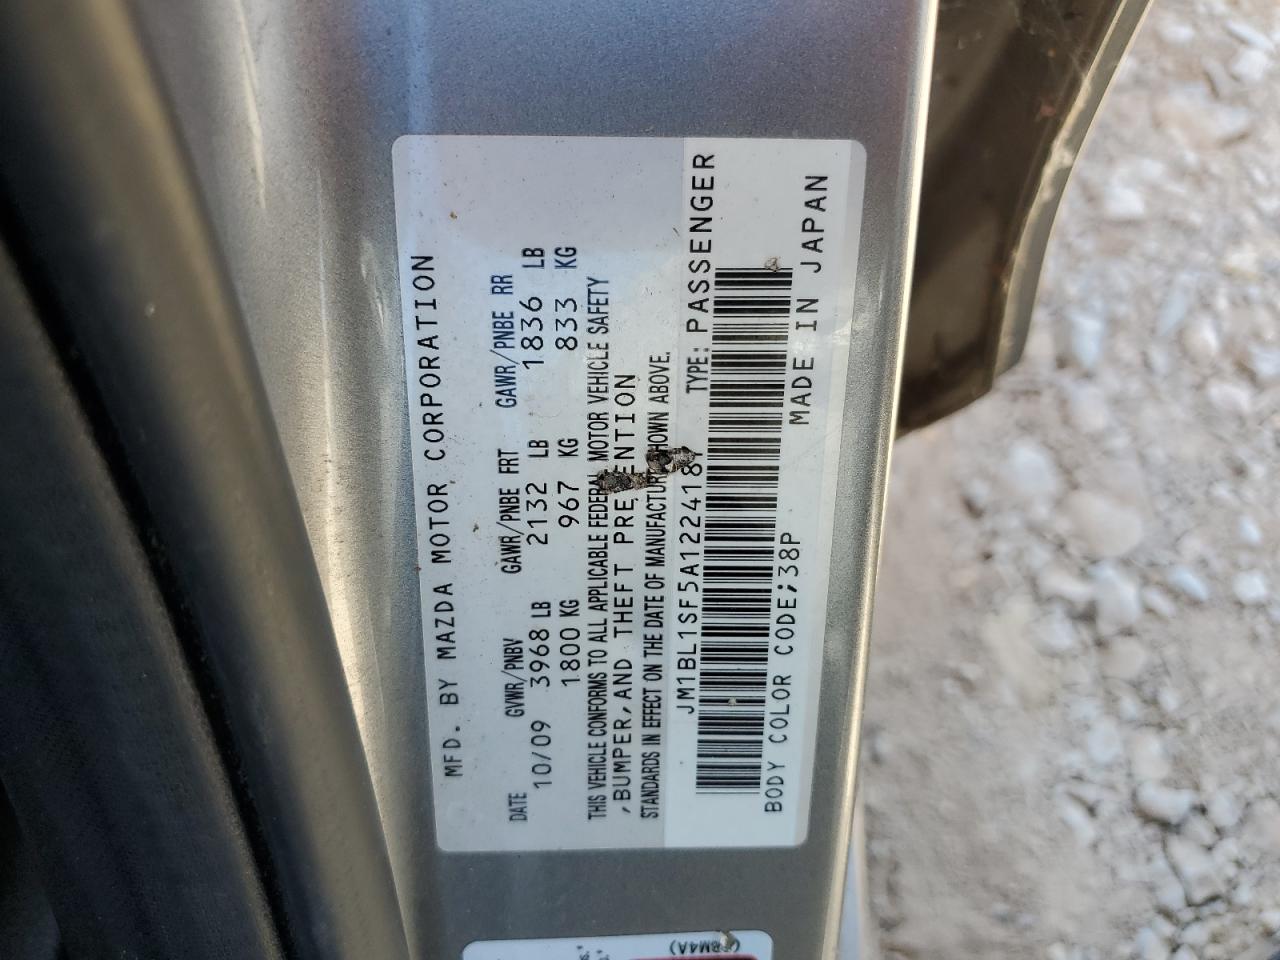 MFD. BY MAZDA MOTOR CORPORATION
DATE GVWR/PNBV GAWR/PNBE FRT GAWR/PNBE RR
10/09 3968 LB 2132 LB 1836 LB
1800 KG 967 KG 833 KG
THIS VEHICLE CONFORMS TO ALL APPLICABLE FEDERAL MOTOR VEHICLE SAFETY
,BUMPER,AND THEFT PREVENTION
STANDARDS IN EFFECT ON THE DATE OF MANUFACTURE SHOWN ABOVE.
TYPE: PASSENGER
BODY COLOR CODE;38P MADE IN JAPAN